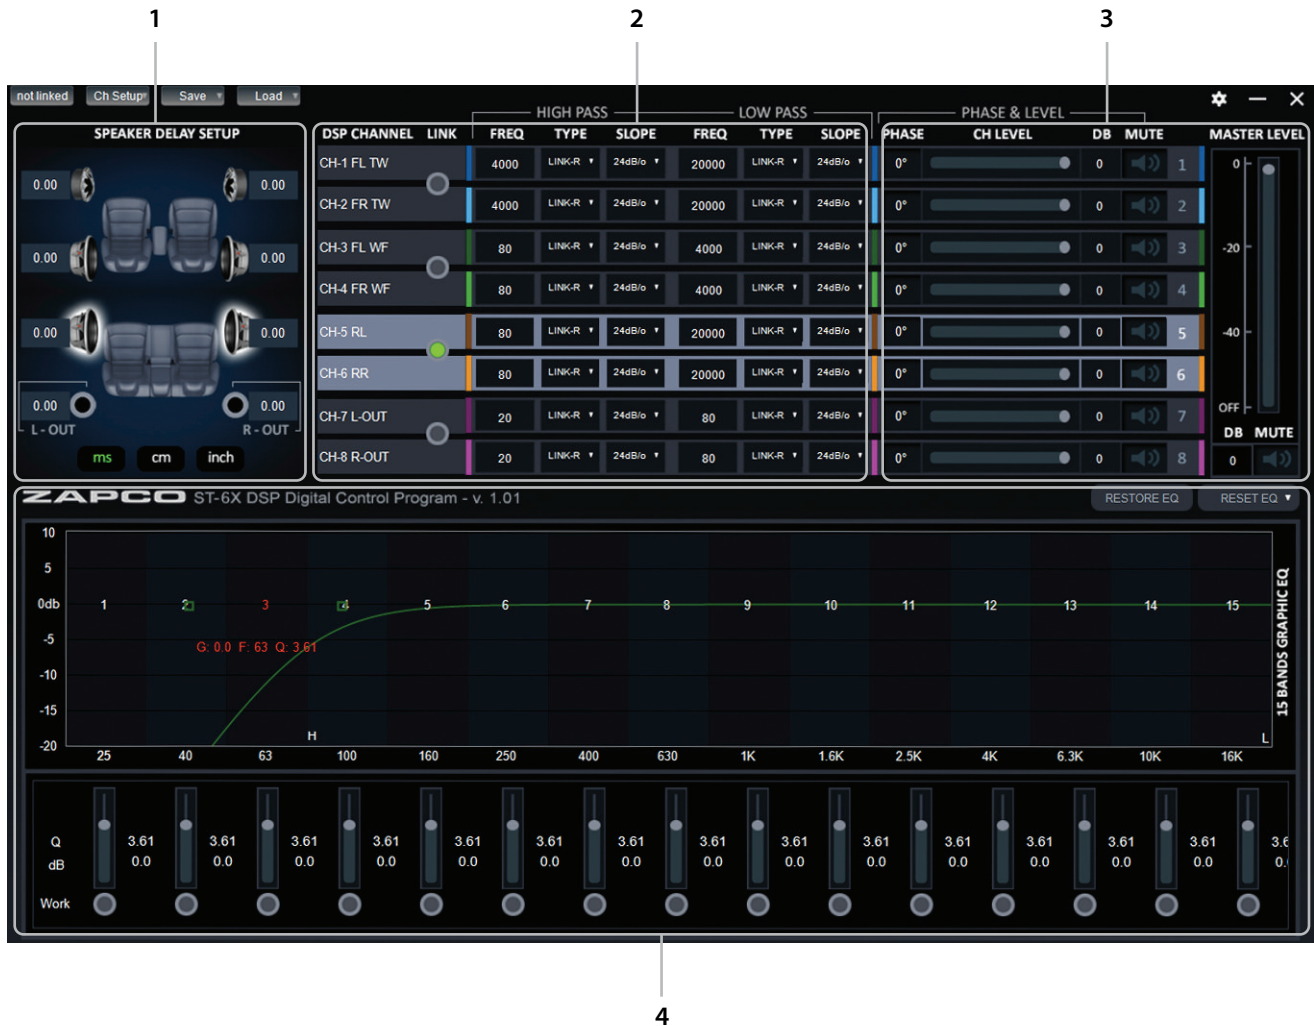 1 2 3
not linked Ch Setup Save Load
HIGH PASS LOW PASS PHASE & LEVEL
SPEAKER DELAY SETUP DSP CHANNEL LINK FREQ TYPE SLOPE FREQ TYPE SLOPE PHASE CH LEVEL DB MUTE MASTER LEVEL
CH-1 FL TW 4000 LINK-R 24dB/o 20000 LINK-R 24dB/o 0° 0 1 0
0.00 0.00
CH-2 FR TW 4000 LINK-R 24dB/o 20000 LINK-R 24dB/o 0° 0 2
CH-3 FL WF 80 LINK-R 24dB/o 4000 LINK-R 24dB/o 0° 0 3 -20
0.00 0.00
CH-4 FR WF 80 LINK-R 24dB/o 4000 LINK-R 24dB/o 0° 0 4
0.00 0.00 CH-5 RL 80 LINK-R 24dB/o 20000 LINK-R 24dB/o 0° 0 5 -40
CH-6 RR 80 LINK-R 24dB/o 20000 LINK-R 24dB/o 0° 0 6
0.00 0.00 OFF
CH-7 L-OUT 20 LINK-R 24dB/o 80 LINK-R 24dB/o 0° 0 7
L - OUT R - OUT DB MUTE
ms cm inch CH-8 R-OUT 20 LINK-R 24dB/o 80 LINK-R 24dB/o 0° 0 8 0
ZAPCO ST-6X DSP Digital Control Program - v. 1.01 RESTORE EQ RESET EQ
10
5
0db 1 2 3 4 5 6 7 8 9 10 11 12 13 14 15
-5 G: 0.0 F: 63 Q: 3.61
-10
-15
-20 H L
15 BANDS GRAPHIC EQ
25 40 63 100 160 250 400 630 1K 1.6K 2.5K 4K 6.3K 10K 16K
Q 3.61 3.61 3.61 3.61 3.61 3.61 3.61 3.61 3.61 3.61 3.61 3.61 3.61 3.61 3.6
dB 0.0 0.0 0.0 0.0 0.0 0.0 0.0 0.0 0.0 0.0 0.0 0.0 0.0 0.0 0.
Work
4